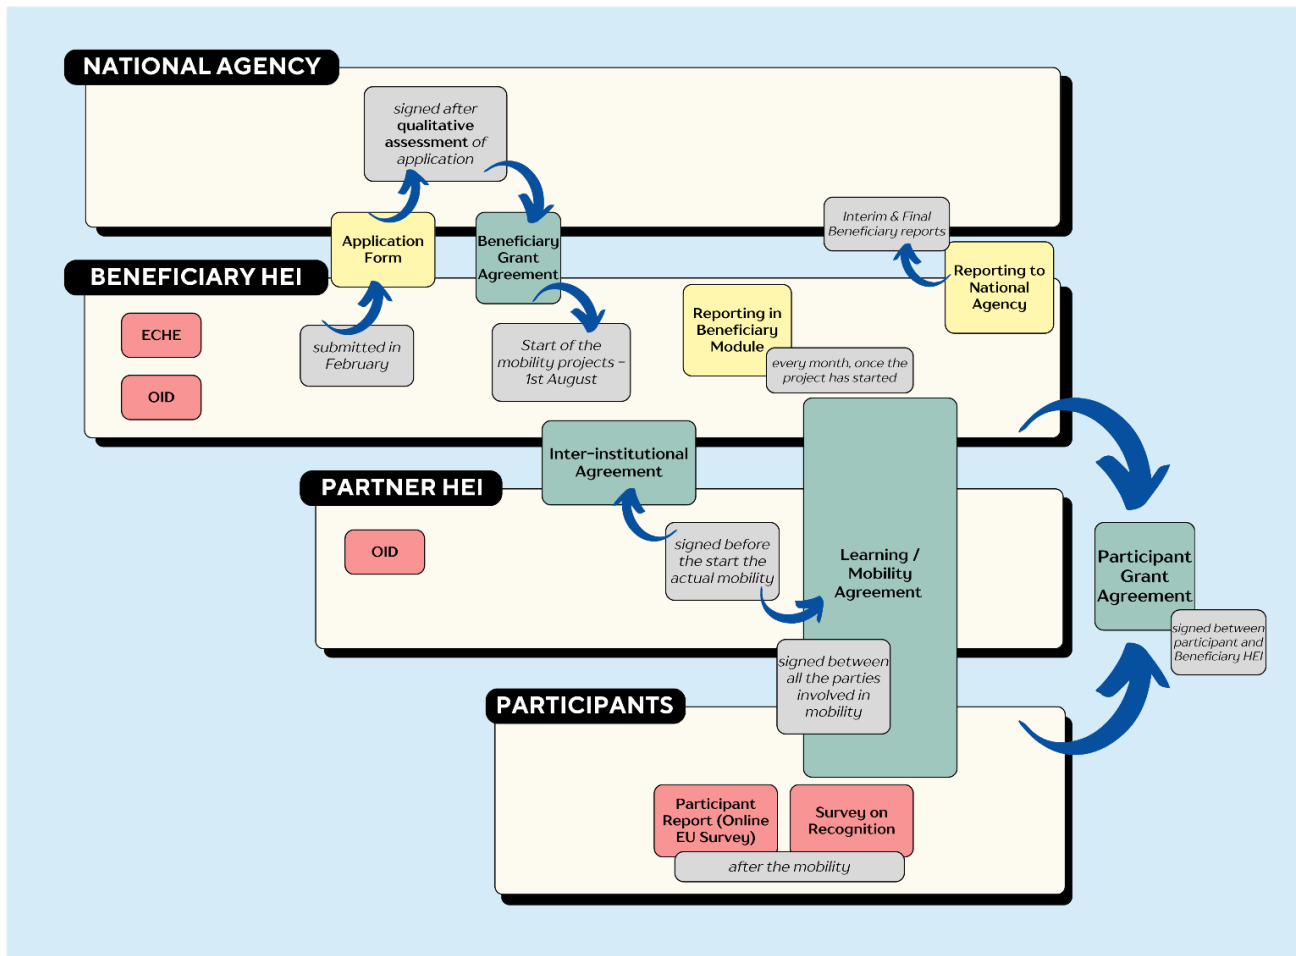 NATIONAL AGENCY
signed after
qualitative
assessment of
application
Interim & Final
Beneficiary reports
Application
Form
Beneficiary
Grant
Agreement
Reporting to
National
Agency
BENEFICIARY HEI
ECHE
OID
submitted in
February
Start of the
mobility projects –
1st August
Reporting in
Beneficiary
Module
every month, once the
project has started
Inter-institutional
Agreement
PARTNER HEI
OID
signed before
the start the
actual mobility
Learning /
Mobility
Agreement
signed between
all the parties
involved in
mobility
Participant
Grant
Agreement
signed between
participant and
Beneficiary HEI
PARTICIPANTS
Participant
Report (Online
EU Survey)
Survey on
Recognition
after the mobility